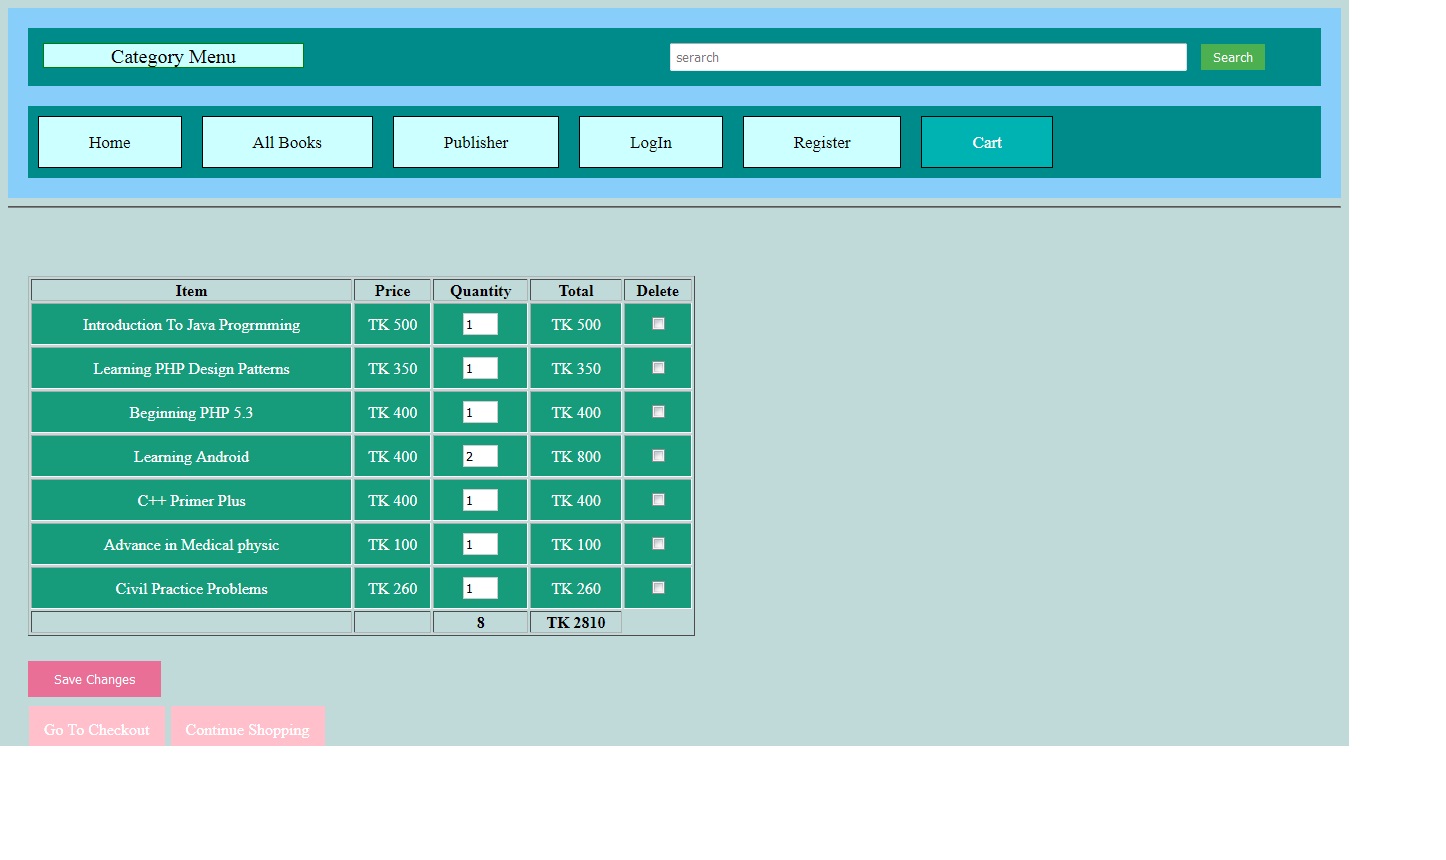 Category Menu serarch Search
Home All Books Publisher LogIn Register Cart
Item Price Quantity Total Delete
Introduction To Java Progrmming TK 500 1 TK 500
Learning PHP Design Patterns TK 350 1 TK 350
Beginning PHP 5.3 TK 400 1 TK 400
Learning Android TK 400 2 TK 800
C++ Primer Plus TK 400 1 TK 400
Advance in Medical physic TK 100 1 TK 100
Civil Practice Problems TK 260 1 TK 260
8 TK 2810
Save Changes
Go To Checkout Continue Shopping